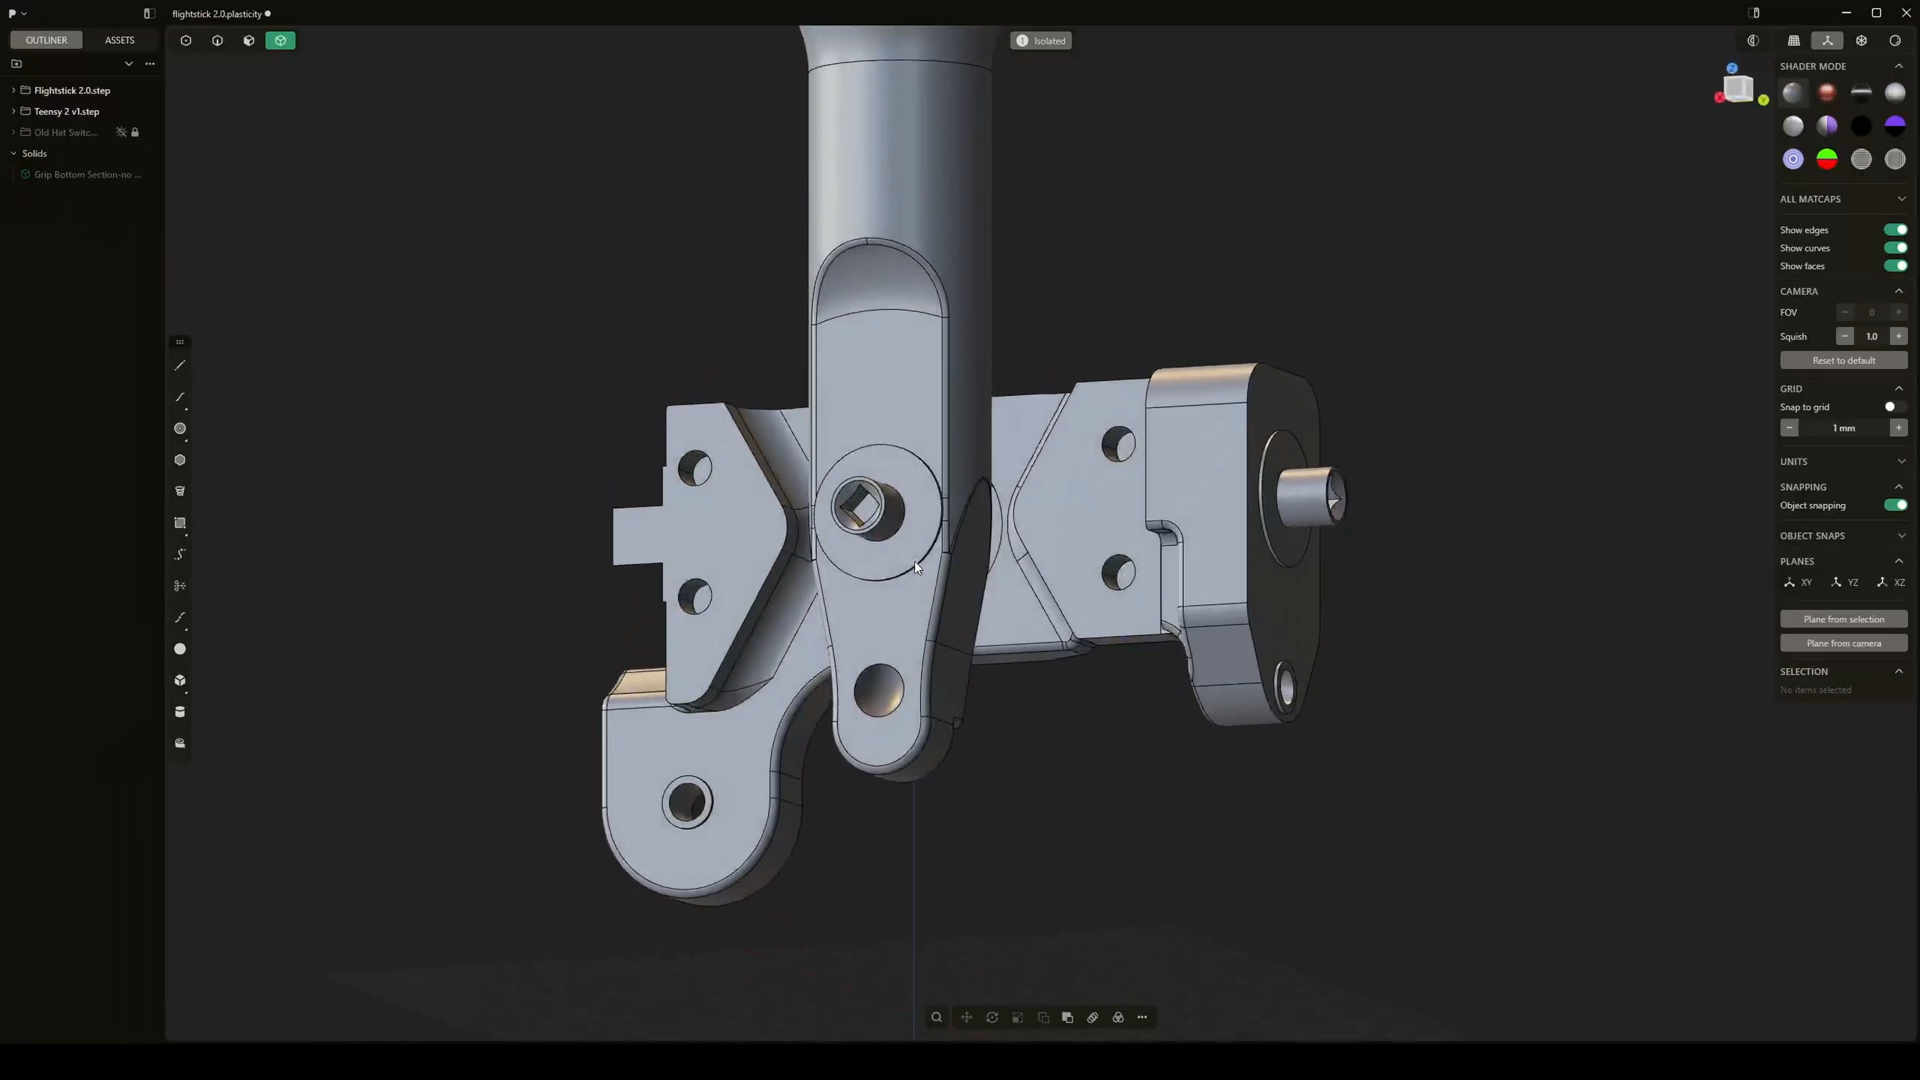 flightstick 2.0.plasticity
OUTLINER
ASSETS
Flightstick 2.0.step
Teensy 2 v1.step
Old Hat Switc...
Solids
Grip Bottom Section-no ...
Isolated
SHADER MODE
ALL MATCAPS
Show edges
Show curves
Show faces
CAMERA
FOV
0
Squish
1.0
Reset to default
GRID
Snap to grid
1 mm
UNITS
SNAPPING
Object snapping
OBJECT SNAPS
PLANES
XY
YZ
XZ
Plane from selection
Plane from camera
SELECTION
No items selected